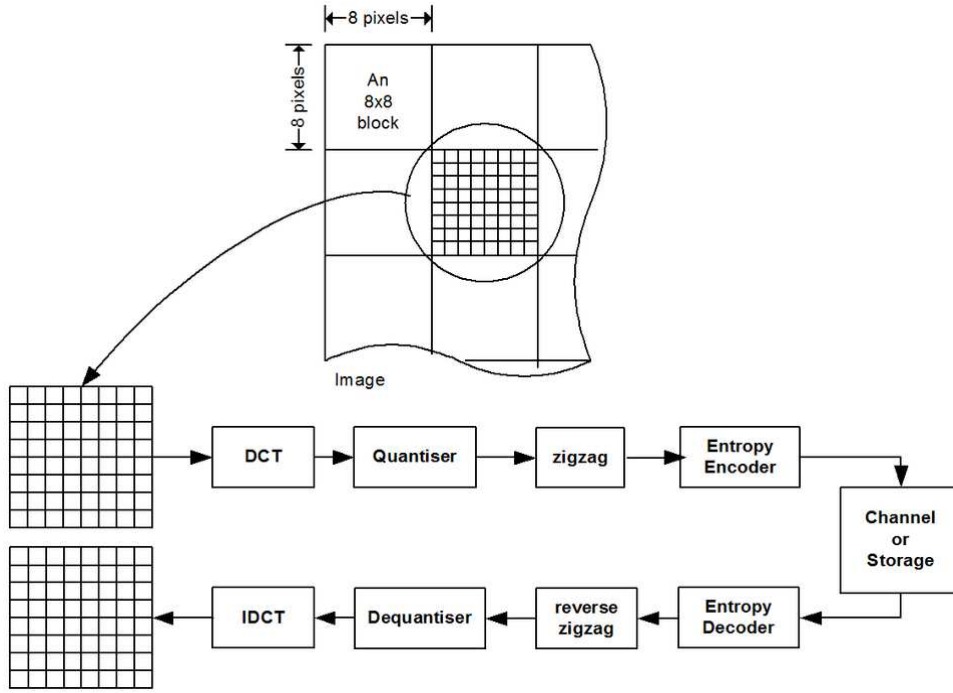 8 pixels
8 pixels
An
8x8
block
Image
DCT
Quantiser
zigzag
Entropy
Encoder
Channel
or
Storage
IDCT
Dequantiser
reverse
zigzag
Entropy
Decoder